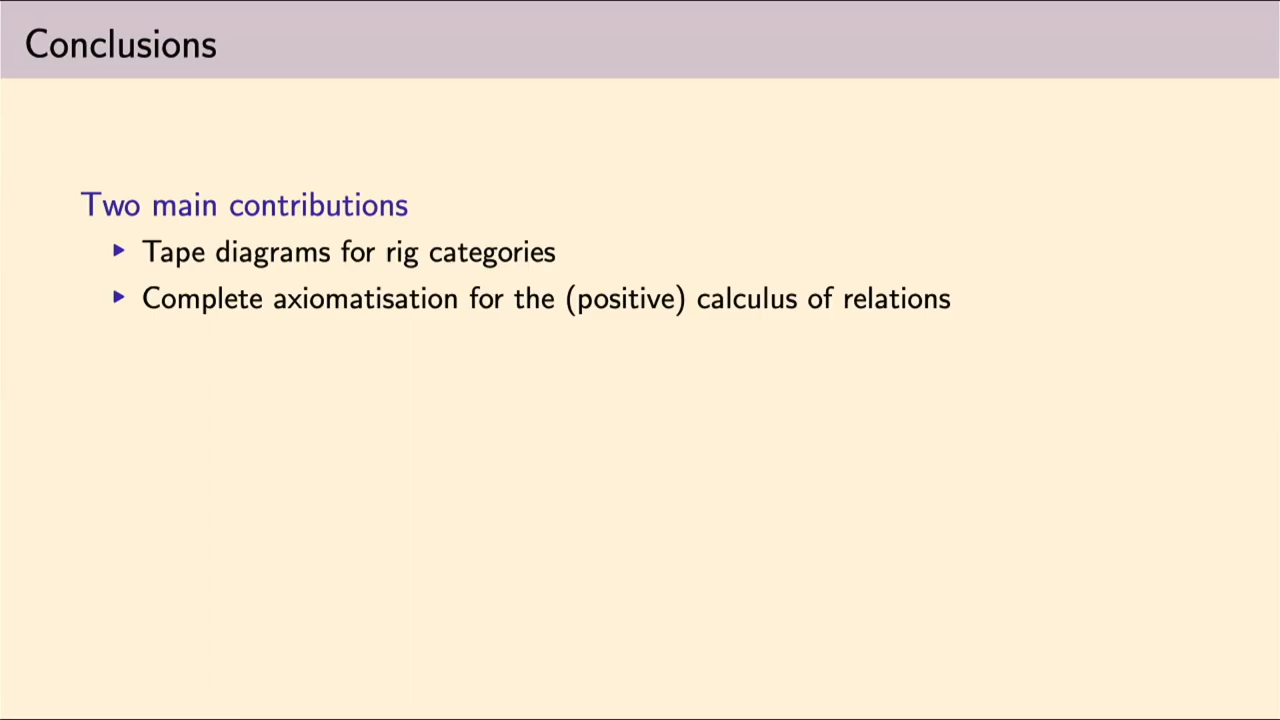 Conclusions
Two main contributions
Tape diagrams for rig categories
Complete axiomatisation for the (positive) calculus of relations